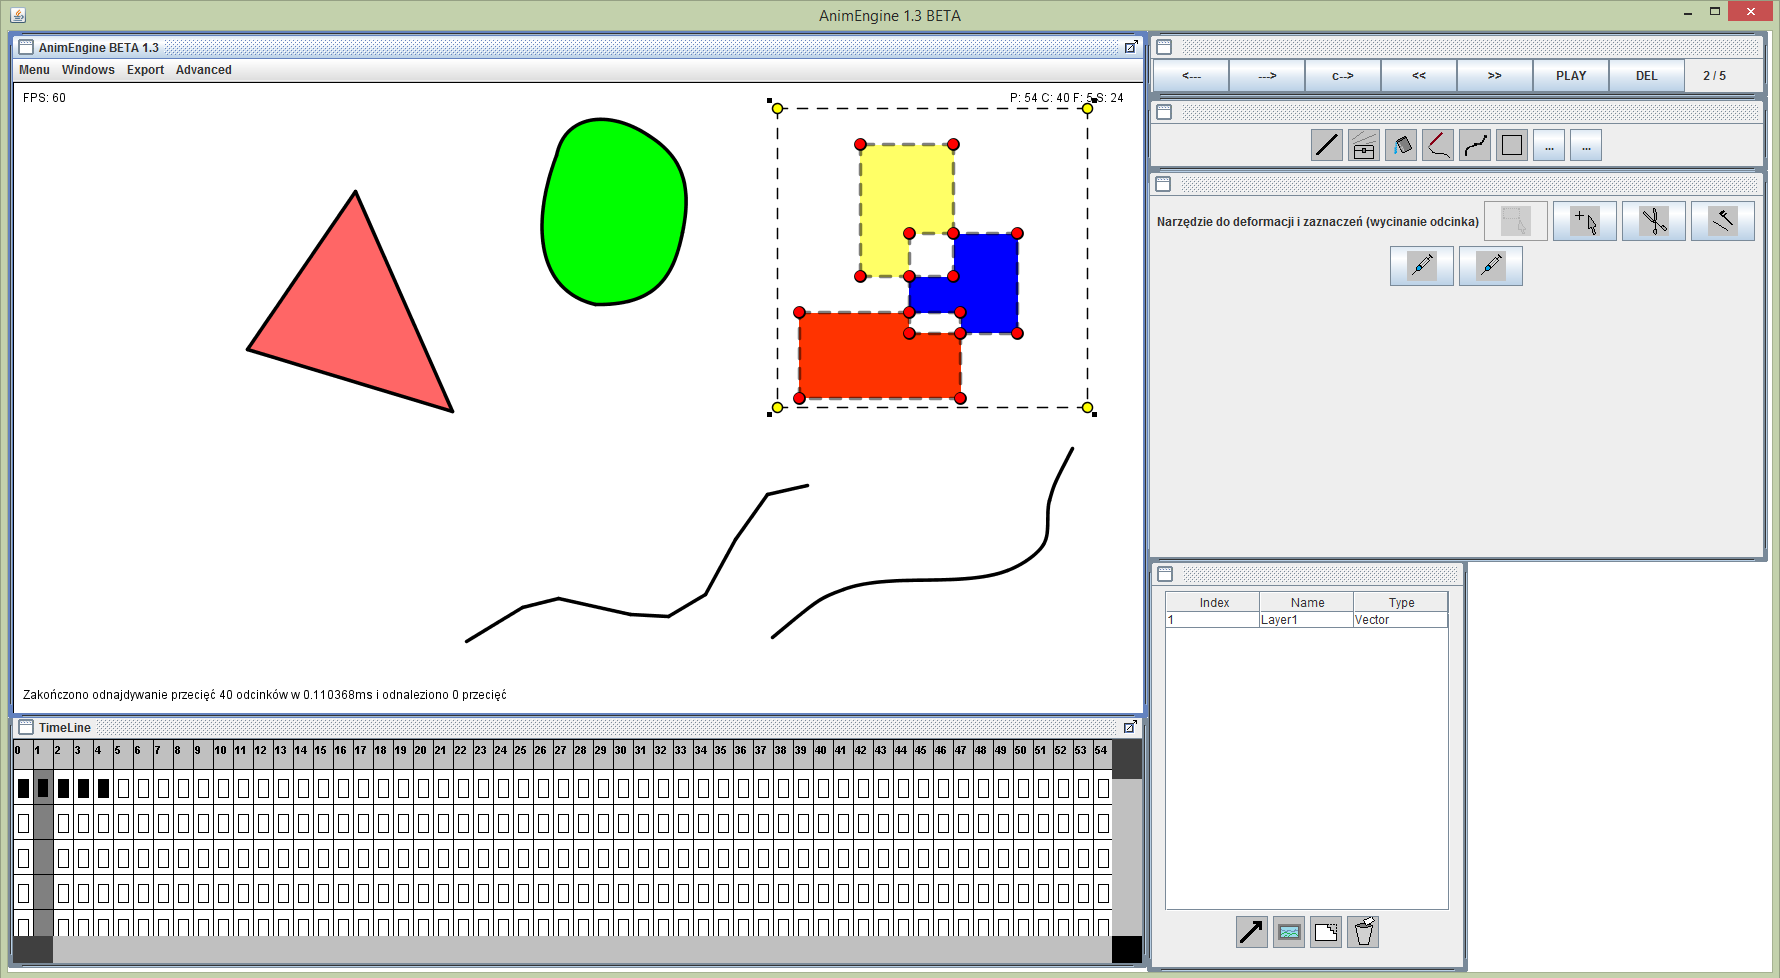 AnimEngine 1.3 BETA
AnimEngine BETA 1.3
Menu Windows Export Advanced
FPS: 60
P: 54 C: 40 F: 5 S: 24
<--- ---> c--> << >> PLAY DEL 2 / 5
... ...
Narzędzie do deformacji i zaznaczeń (wycinanie odcinka)
Index Name Type
1 Layer1 Vector
Zakończono odnajdywanie przecięć 40 odcinków w 0.110368ms i odnaleziono 0 przecięć
TimeLine
0 1 2 3 4 5 6 7 8 9 10 11 12 13 14 15 16 17 18 19 20 21 22 23 24 25 26 27 28 29 30 31 32 33 34 35 36 37 38 39 40 41 42 43 44 45 46 47 48 49 50 51 52 53 54